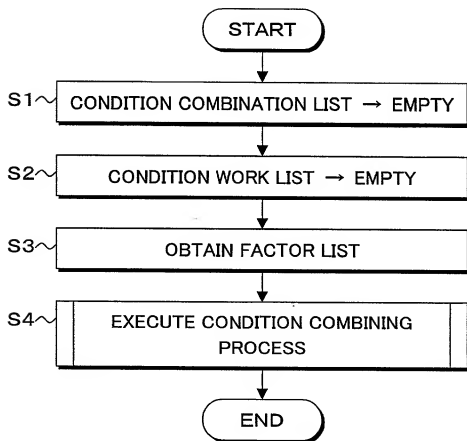 START
S1 CONDITION COMBINATION LIST → EMPTY
S2 CONDITION WORK LIST → EMPTY
S3 OBTAIN FACTOR LIST
S4 EXECUTE CONDITION COMBINING
PROCESS
END